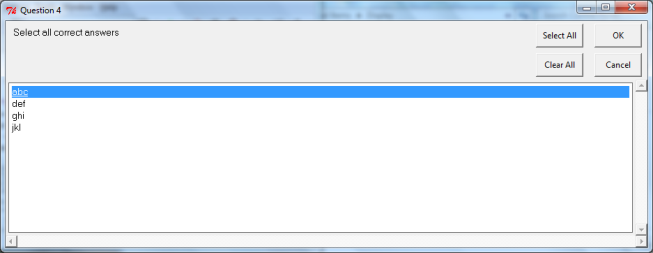 Question 4
Select all correct answers
Select All
OK
Clear All
Cancel
abc
def
ghi
jkl